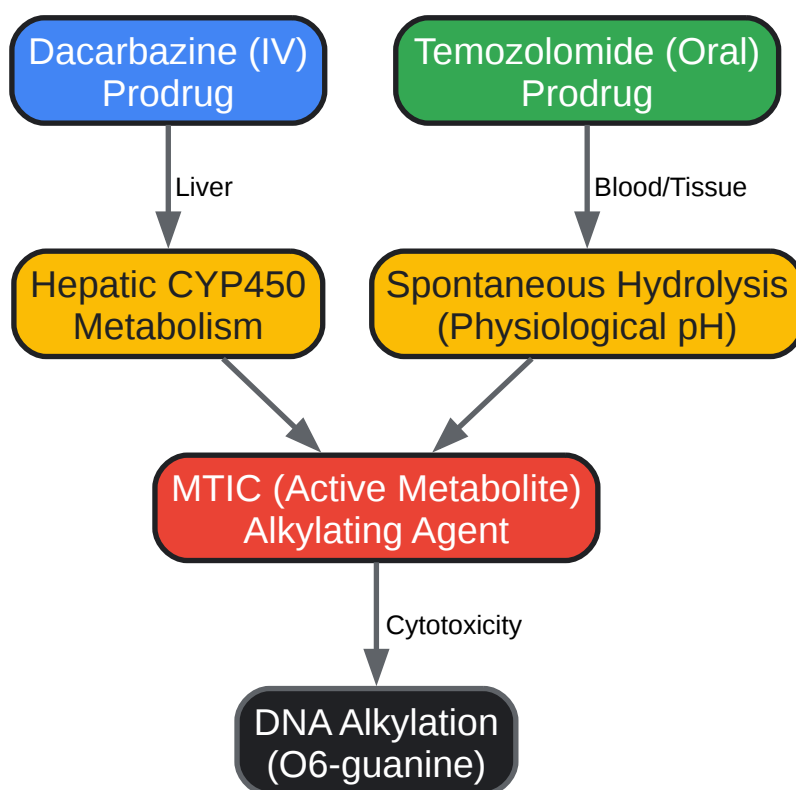 Dacarbazine (IV)
Prodrug
Temozolomide (Oral)
Prodrug
Liver
Blood/Tissue
Hepatic CYP450
Metabolism
Spontaneous Hydrolysis
(Physiological pH)
MTIC (Active Metabolite)
Alkylating Agent
Cytotoxicity
DNA Alkylation
(O6-guanine)